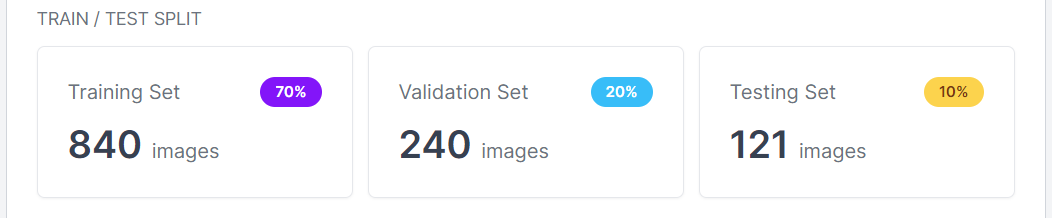 TRAIN / TEST SPLIT
Training Set 70%
840 images
Validation Set 20%
240 images
Testing Set 10%
121 images